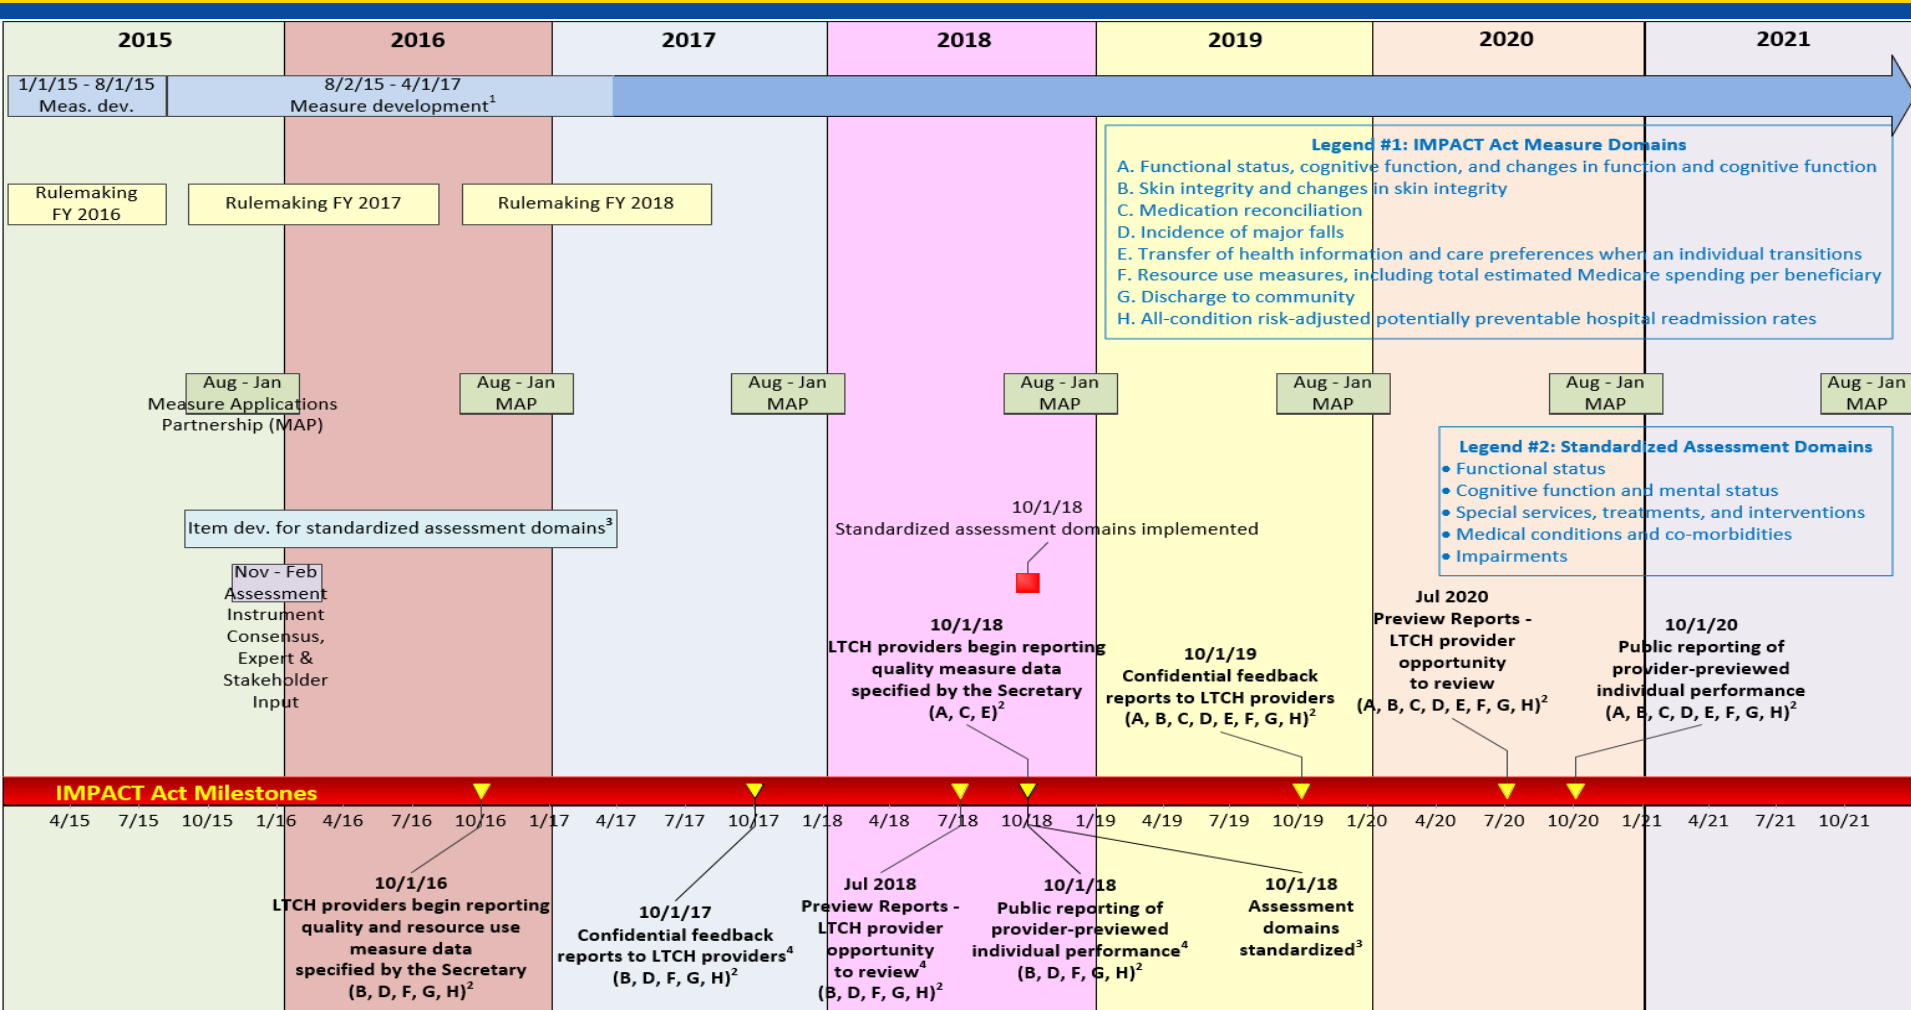 2015
2016
2017
2018
2019
2020
2021
1/1/15 - 8/1/15
Meas. dev.
8/2/15 - 4/1/17
Measure development¹
Legend #1: IMPACT Act Measure Domains
A. Functional status, cognitive function, and changes in function and cognitive function
B. Skin integrity and changes in skin integrity
C. Medication reconciliation
D. Incidence of major falls
E. Transfer of health information and care preferences when an individual transitions
F. Resource use measures, including total estimated Medicare spending per beneficiary
G. Discharge to community
H. All-condition risk-adjusted potentially preventable hospital readmission rates
Rulemaking
FY 2016
Rulemaking FY 2017
Rulemaking FY 2018
Aug - Jan
Measure Applications
Partnership (MAP)
Aug - Jan
MAP
Aug - Jan
MAP
Aug - Jan
MAP
Aug - Jan
MAP
Aug - Jan
MAP
Aug - Jan
MAP
Legend #2: Standardized Assessment Domains
• Functional status
• Cognitive function and mental status
• Special services, treatments, and interventions
• Medical conditions and co-morbidities
• Impairments
Item dev. for standardized assessment domains³
10/1/18
Standardized assessment domains implemented
Nov - Feb
Assessment
Instrument
Consensus,
Expert &
Stakeholder
Input
10/1/18
LTCH providers begin reporting
quality measure data
specified by the Secretary
(A, C, E)²
10/1/19
Confidential feedback
reports to LTCH providers
(A, B, C, D, E, F, G, H)²
Jul 2020
Preview Reports -
LTCH provider
opportunity
to review
(A, B, C, D, E, F, G, H)²
10/1/20
Public reporting of
provider-previewed
individual performance
(A, B, C, D, E, F, G, H)²
IMPACT Act Milestones
4/15
7/15
10/15
1/16
4/16
7/16
10/16
1/17
4/17
7/17
10/17
1/18
4/18
7/18
10/18
1/19
4/19
7/19
10/19
1/20
4/20
7/20
10/20
1/21
4/21
7/21
10/21
10/1/16
LTCH providers begin reporting
quality and resource use
measure data
specified by the Secretary
(B, D, F, G, H)²
10/1/17
Confidential feedback
reports to LTCH providers⁴
(B, D, F, G, H)²
Jul 2018
Preview Reports -
LTCH provider
opportunity
to review⁴
(B, D, F, G, H)²
10/1/18
Public reporting of
provider-previewed
individual performance⁴
(B, D, F, G, H)²
10/1/18
Assessment
domains
standardized³